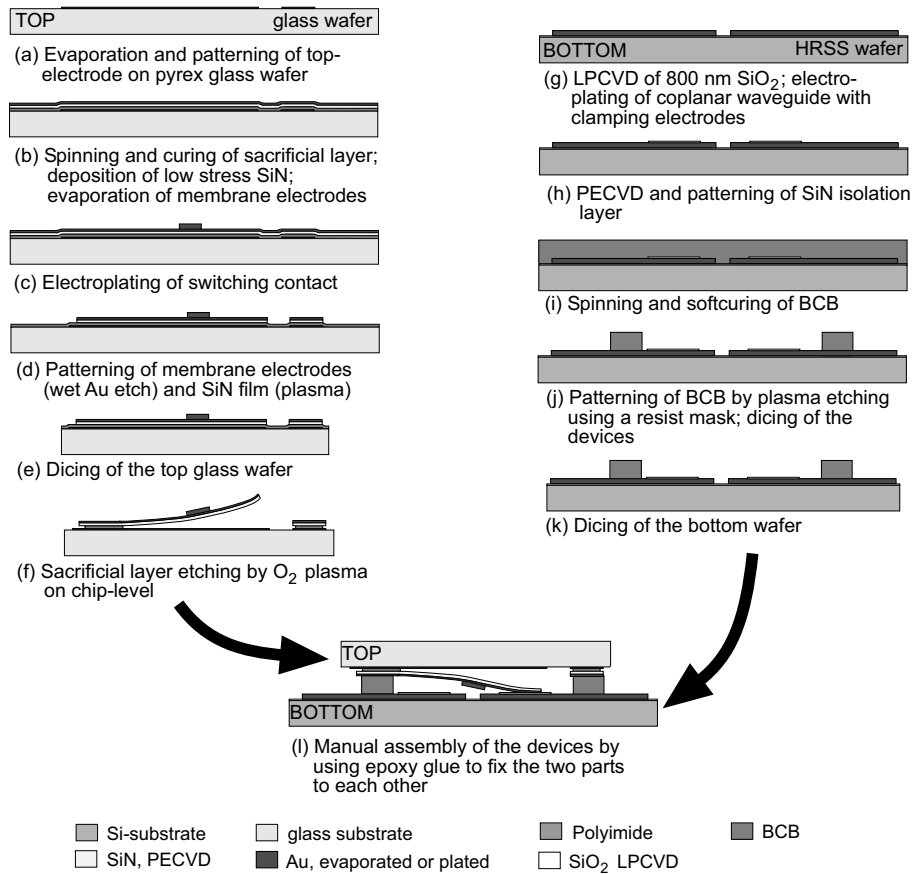 TOP glass wafer
(a) Evaporation and patterning of top-
electrode on pyrex glass wafer
(b) Spinning and curing of sacrificial layer;
deposition of low stress SiN;
evaporation of membrane electrodes
(c) Electroplating of switching contact
(d) Patterning of membrane electrodes
(wet Au etch) and SiN film (plasma)
(e) Dicing of the top glass wafer
(f) Sacrificial layer etching by O2 plasma
on chip-level
BOTTOM HRSS wafer
(g) LPCVD of 800 nm SiO2; electro-
plating of coplanar waveguide with
clamping electrodes
(h) PECVD and patterning of SiN isolation
layer
(i) Spinning and softcuring of BCB
(j) Patterning of BCB by plasma etching
using a resist mask; dicing of the
devices
(k) Dicing of the bottom wafer
TOP
BOTTOM
(l) Manual assembly of the devices by
using epoxy glue to fix the two parts
to each other
Si-substrate glass substrate Polyimide BCB
SiN, PECVD Au, evaporated or plated SiO2 LPCVD